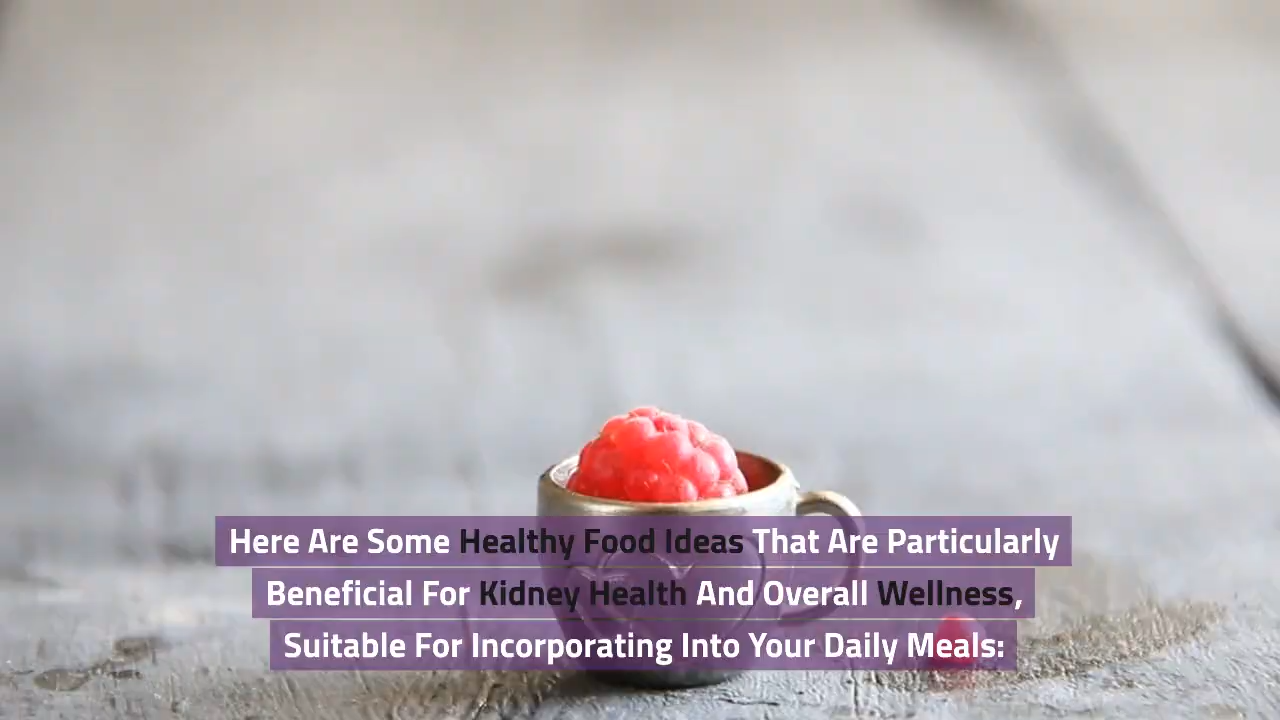 Here Are Some Healthy Food Ideas That Are Particularly
Beneficial For Kidney Health And Overall Wellness,
Suitable For Incorporating Into Your Daily Meals: